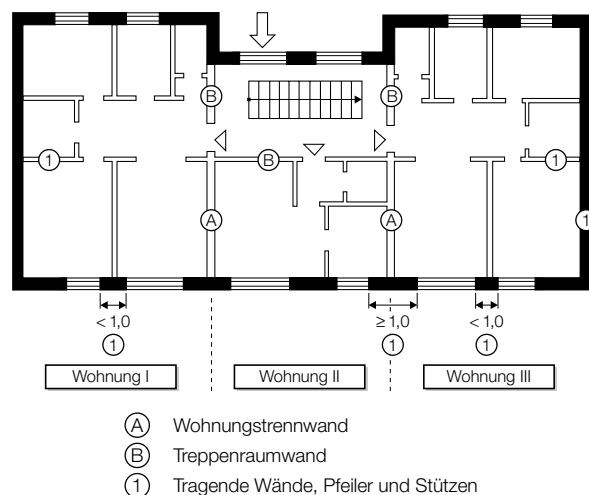 B B
1 B 1
A A 1
< 1,0 ≥ 1,0 < 1,0
1 1 1
Wohnung I Wohnung II Wohnung III
A Wohnungstrennwand
B Treppenraumwand
1 Tragende Wände, Pfeiler und Stützen